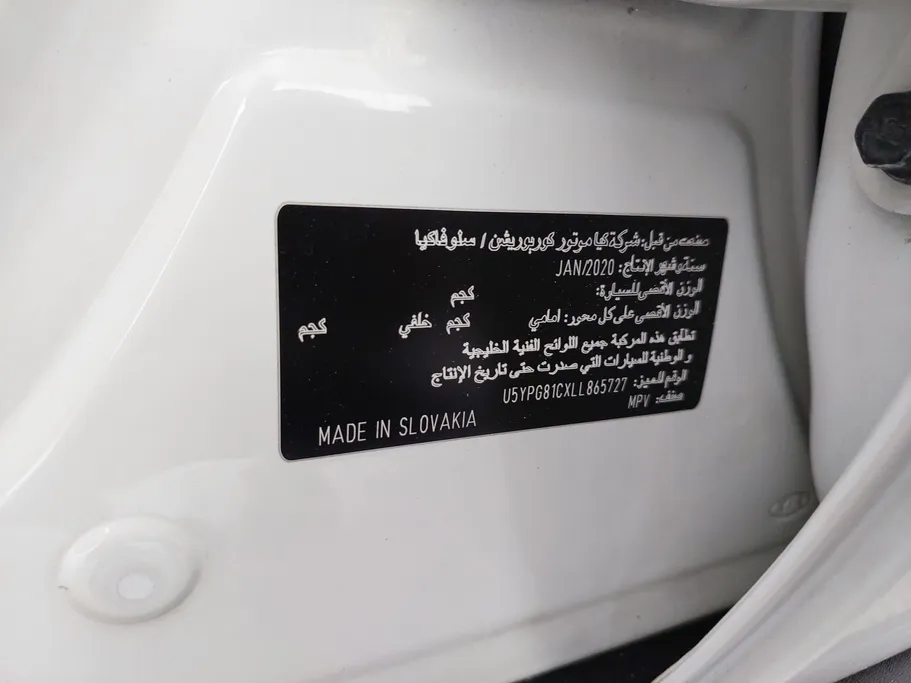 صنعت من قبل: شركة كيا موتور كوربوريشن / سلوفاكيا
سنة وشهر الإنتاج: JAN/2020
الوزن الأقصى للسيارة: كجم
الوزن الأقصى على كل محور: امامي كجم خلفي كجم
تطابق هذه المركبة جميع اللوائح الفنية الخليجية
و الوطنية للسيارات التي صدرت حتى تاريخ الإنتاج
الرقم المميز: U5YPG81CXLL865727
صنف: MPV
MADE IN SLOVAKIA